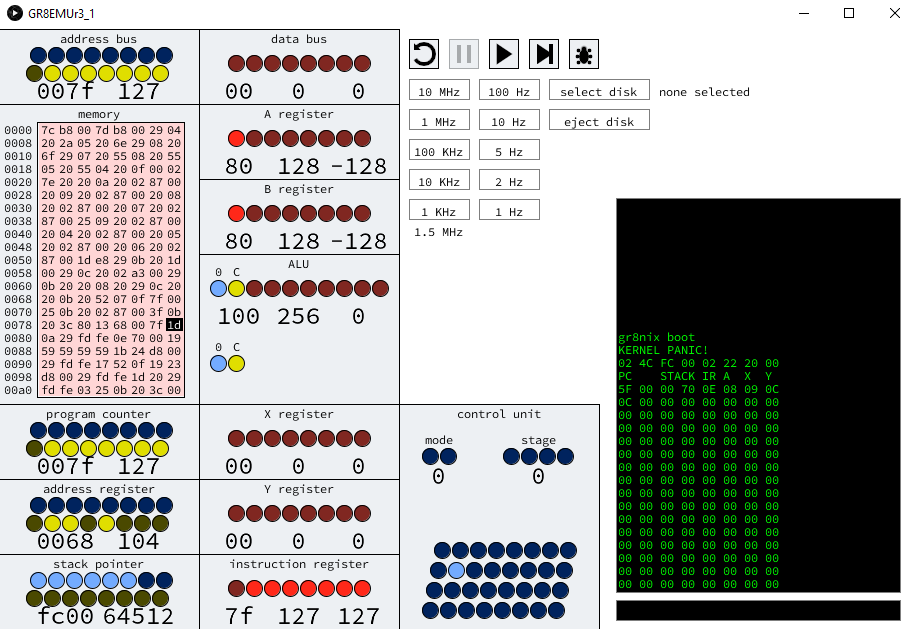 GR8EMUr3_1
address bus
007f 127
data bus
00 0 0
memory
0000 7c b8 00 7d b8 00 29 04
0008 20 2a 05 20 6e 29 08 20
0010 6f 29 07 20 55 08 20 55
0018 05 20 55 04 20 0f 00 02
0020 7e 20 20 0a 20 02 87 00
0028 20 09 20 02 87 00 20 08
0030 20 02 87 00 20 07 20 02
0038 87 00 25 09 20 02 87 00
0040 20 04 20 02 87 00 20 05
0048 20 02 87 00 20 06 20 02
0050 87 00 1d e8 29 0b 20 1d
0058 00 29 0c 20 02 a3 00 29
0060 0b 20 20 08 20 29 0c 20
0068 20 0b 20 52 07 0f 7f 00
0070 25 0b 20 02 87 00 3f 0b
0078 20 3c 80 13 68 00 7f 1d
0080 0a 29 fd fe 0e 70 00 19
0088 59 59 59 59 1b 24 d8 00
0090 29 fd fe 17 52 0f 19 23
0098 d8 00 29 fd fe 1d 20 29
00a0 fd fe 03 25 0b 20 3c 00
A register
80 128 -128
B register
80 128 -128
ALU
0 C
100 256 0
0 C
program counter
007f 127
address register
0068 104
stack pointer
fc00 64512
X register
00 0 0
Y register
00 0 0
instruction register
7f 127 127
control unit
mode stage
0 0
10 MHz 100 Hz select disk none selected
1 MHz 10 Hz eject disk
100 KHz 5 Hz
10 KHz 2 Hz
1 KHz 1 Hz
1.5 MHz
gr8nix boot
KERNEL PANIC!
02 4C FC 00 02 22 20 00
PC STACK IR A X Y
5F 00 00 70 0E 08 09 0C
0C 00 00 00 00 00 00 00
00 00 00 00 00 00 00 00
00 00 00 00 00 00 00 00
00 00 00 00 00 00 00 00
00 00 00 00 00 00 00 00
00 00 00 00 00 00 00 00
00 00 00 00 00 00 00 00
00 00 00 00 00 00 00 00
00 00 00 00 00 00 00 00
00 00 00 00 00 00 00 00
00 00 00 00 00 00 00 00
00 00 00 00 00 00 00 00
00 00 00 00 00 00 00 00
00 00 00 00 00 00 00 00
00 00 00 00 00 00 00 00